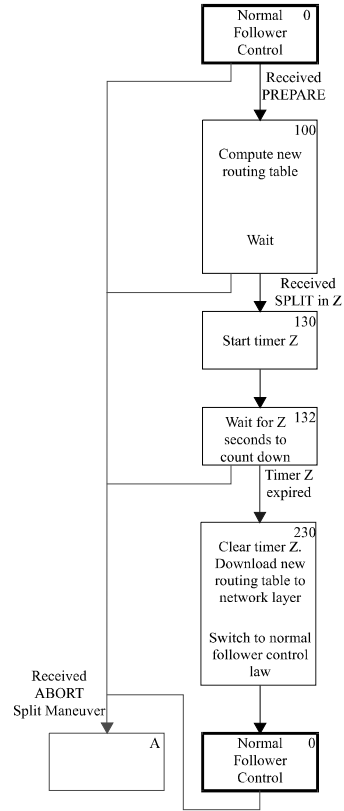 Normal 0
Follower
Control
Received
PREPARE
100
Compute new
routing table
Wait
Received
SPLIT in Z
130
Start timer Z
132
Wait for Z
seconds to
count down
Timer Z
expired
230
Clear timer Z.
Download new
routing table to
network layer
Switch to normal
follower control
law
Received
ABORT
Split Maneuver
A
Normal 0
Follower
Control